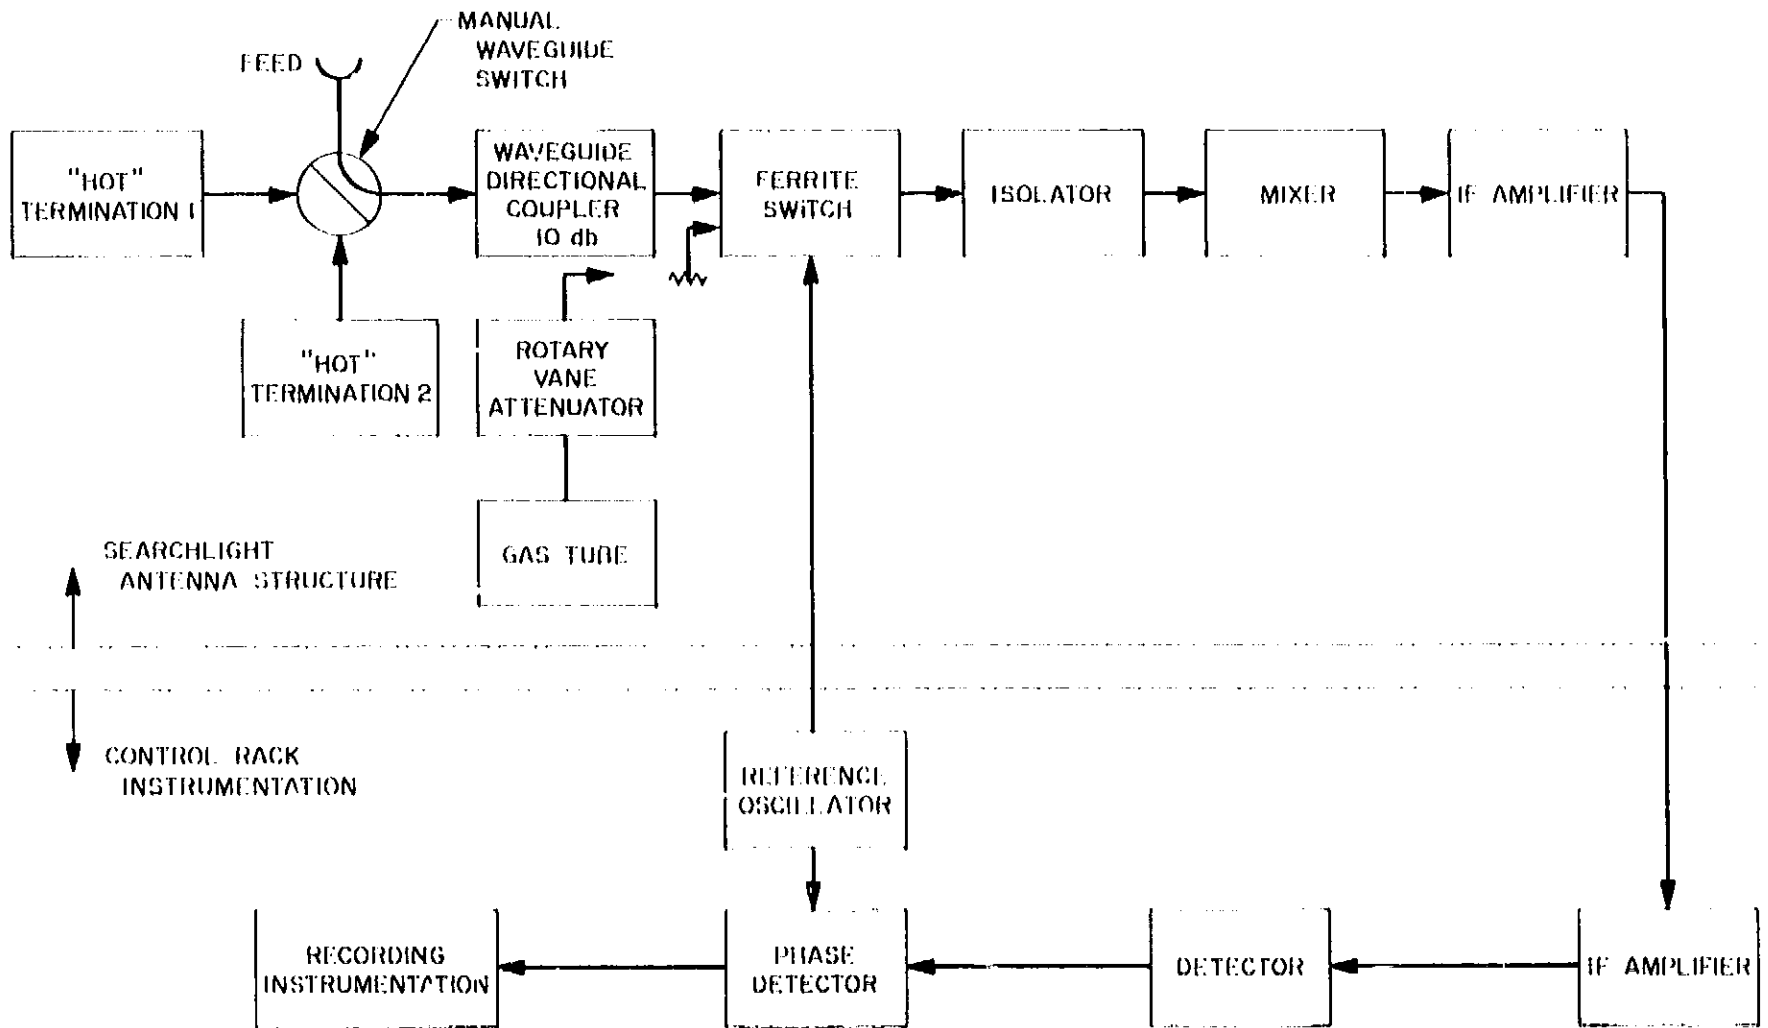 MANUAL
WAVEGUIDE
SWITCH
FEED
"HOT"
TERMINATION 1
WAVEGUIDE
DIRECTIONAL
COUPLER
10 db
FERRITE
SWITCH
ISOLATOR
MIXER
IF AMPLIFIER
"HOT"
TERMINATION 2
ROTARY
VANE
ATTENUATOR
GAS TUBE
SEARCHLIGHT
ANTENNA STRUCTURE
CONTROL RACK
INSTRUMENTATION
REFERENCE
OSCILLATOR
RECORDING
INSTRUMENTATION
PHASE
DETECTOR
DETECTOR
IF AMPLIFIER